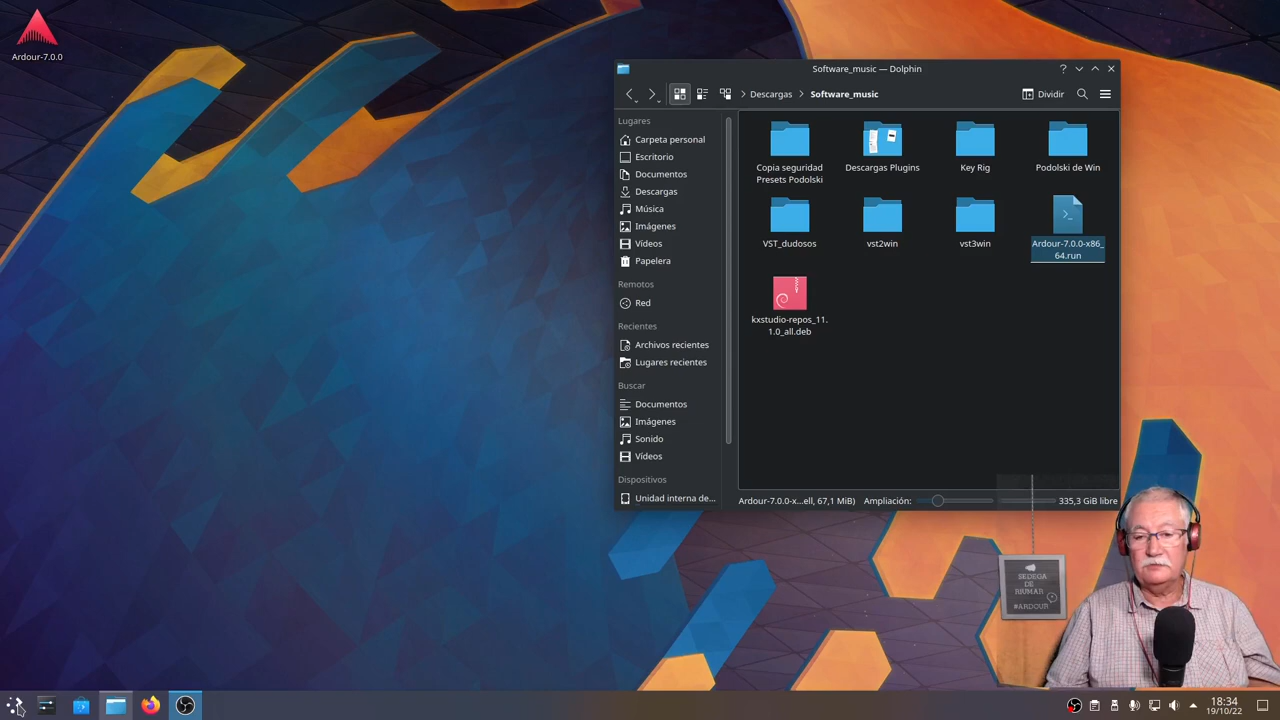 Ardour-7.0.0
Software_music — Dolphin
Descargas
Software_music
Dividir
Lugares
Carpeta personal
Escritorio
Documentos
Descargas
Música
Imágenes
Vídeos
Papelera
Remotos
Red
Recientes
Archivos recientes
Lugares recientes
Buscar
Documentos
Imágenes
Sonido
Vídeos
Dispositivos
Unidad interna de...
Copia seguridad
Presets Podolski
Descargas Plugins
Key Rig
Podolski de Win
VST_dudosos
vst2win
vst3win
Ardour-7.0.0-x86_
64.run
kxstudio-repos_11.
1.0_all.deb
Ardour-7.0.0-x...ell, 67,1 MiB)
Ampliación:
335,3 GiB libre
SEDEGA
DE
RIUMAR
#ARDOUR
18:34
19/10/22